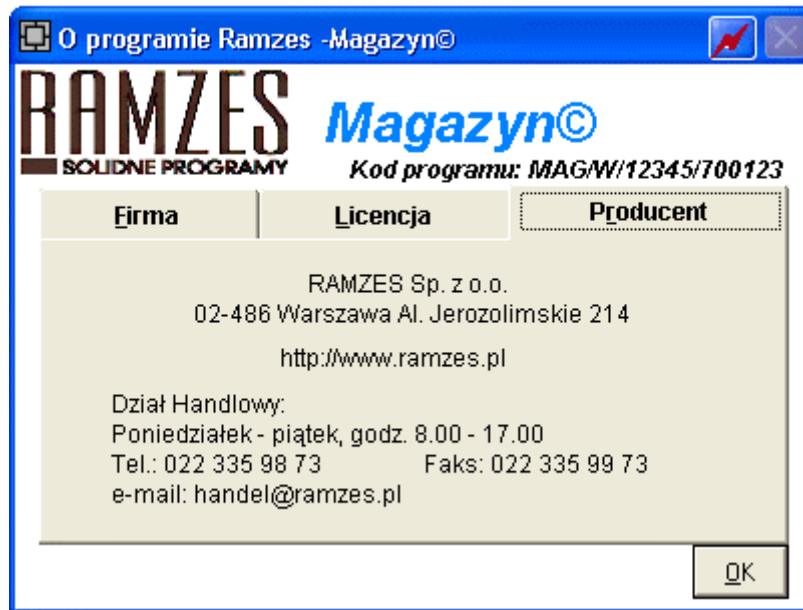 O programie Ramzes -Magazyn©
RAMZES
SOLIDNE PROGRAMY
Magazyn©
Kod programu: MAG/W/12345/700123
Firma
Licencja
Producent
RAMZES Sp. z o.o.
02-486 Warszawa Al. Jerozolimskie 214
http://www.ramzes.pl
Dział Handlowy:
Poniedziałek - piątek, godz. 8.00 - 17.00
Tel.: 022 335 98 73 Faks: 022 335 99 73
e-mail: handel@ramzes.pl
OK